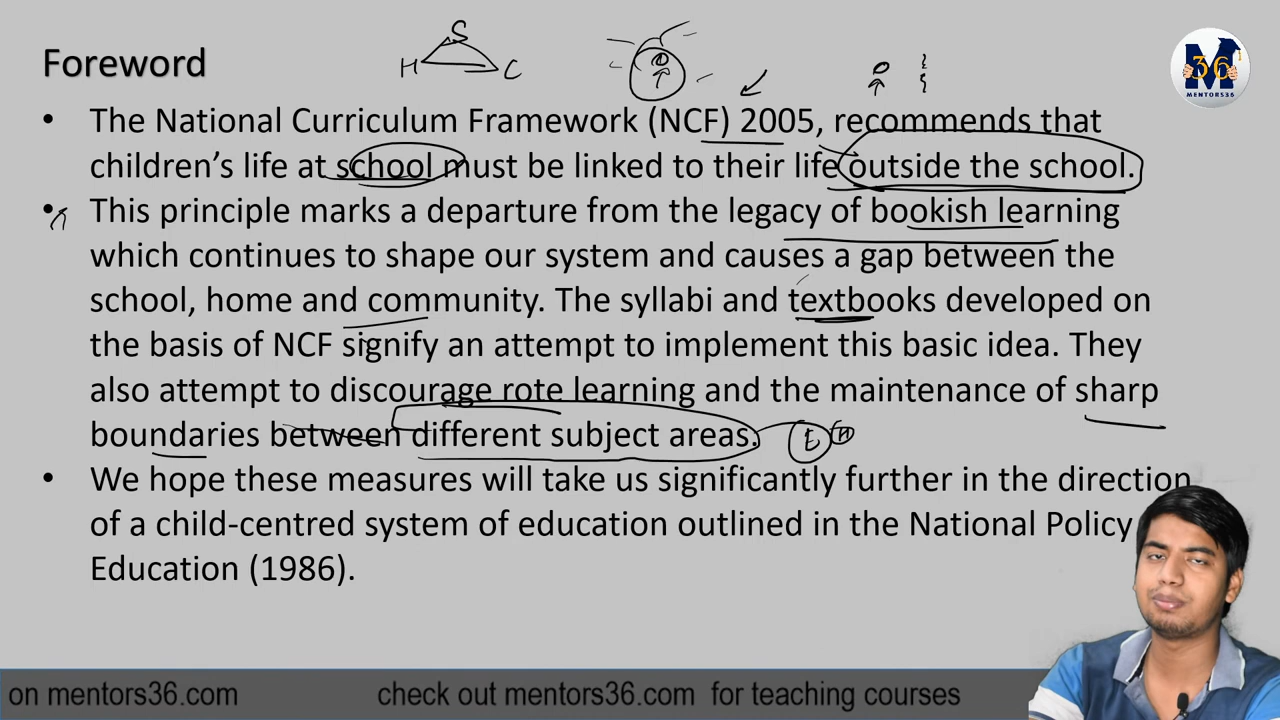 S
H C
M
36
MENTORS36
Foreword
• The National Curriculum Framework (NCF) 2005, recommends that
children's life at school must be linked to their life outside the school.
• This principle marks a departure from the legacy of bookish learning
which continues to shape our system and causes a gap between the
school, home and community. The syllabi and textbooks developed on
the basis of NCF signify an attempt to implement this basic idea. They
also attempt to discourage rote learning and the maintenance of sharp
boundaries between different subject areas. E H
• We hope these measures will take us significantly further in the direction
of a child-centred system of education outlined in the National Policy
Education (1986).
on mentors36.com check out mentors36.com for teaching courses